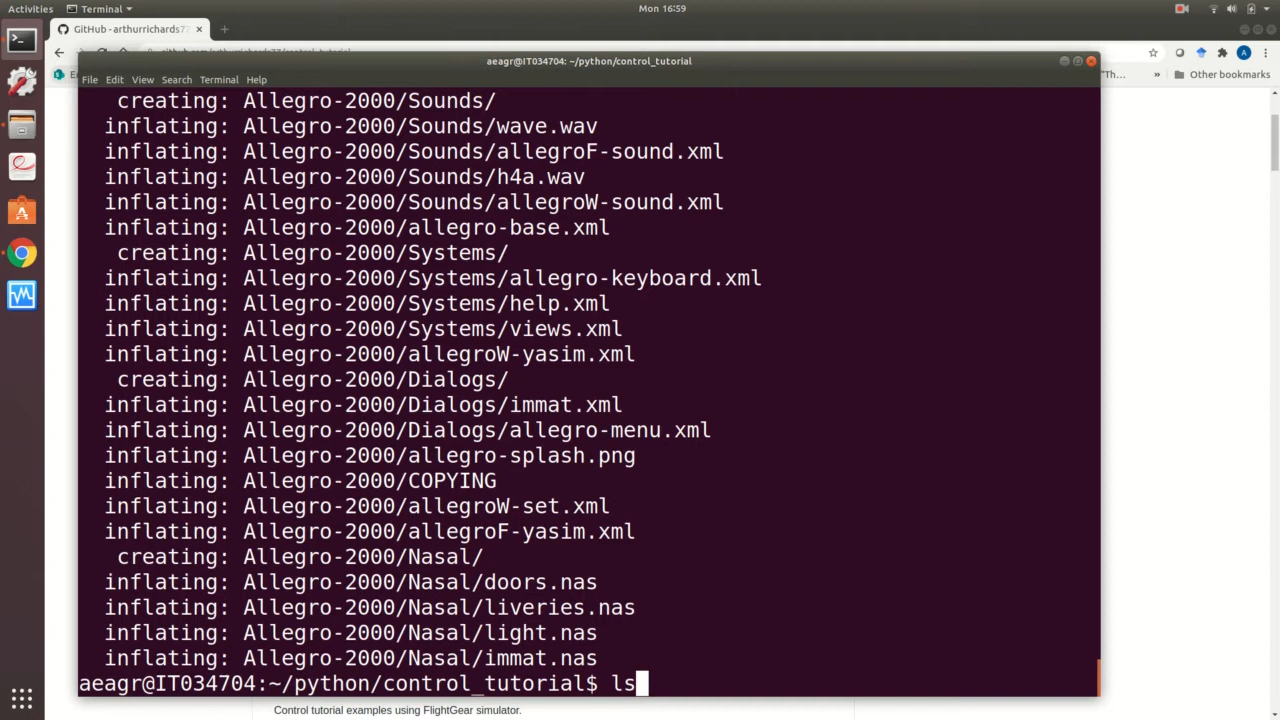 Activities Terminal Mon 16:59
GitHub - arthurrichards77
A
aeagr@IT034704: ~/python/control_tutorial
"Th... » Other bookmarks
File Edit View Search Terminal Help
creating: Allegro-2000/Sounds/
inflating: Allegro-2000/Sounds/wave.wav
inflating: Allegro-2000/Sounds/allegroF-sound.xml
inflating: Allegro-2000/Sounds/h4a.wav
inflating: Allegro-2000/Sounds/allegroW-sound.xml
inflating: Allegro-2000/allegro-base.xml
creating: Allegro-2000/Systems/
inflating: Allegro-2000/Systems/allegro-keyboard.xml
inflating: Allegro-2000/Systems/help.xml
inflating: Allegro-2000/Systems/views.xml
inflating: Allegro-2000/allegroW-yasim.xml
creating: Allegro-2000/Dialogs/
inflating: Allegro-2000/Dialogs/immat.xml
inflating: Allegro-2000/Dialogs/allegro-menu.xml
inflating: Allegro-2000/allegro-splash.png
inflating: Allegro-2000/COPYING
inflating: Allegro-2000/allegroW-set.xml
inflating: Allegro-2000/allegroF-yasim.xml
creating: Allegro-2000/Nasal/
inflating: Allegro-2000/Nasal/doors.nas
inflating: Allegro-2000/Nasal/liveries.nas
inflating: Allegro-2000/Nasal/light.nas
inflating: Allegro-2000/Nasal/immat.nas
aeagr@IT034704:~/python/control_tutorial$ ls
Control tutorial examples using FlightGear simulator.